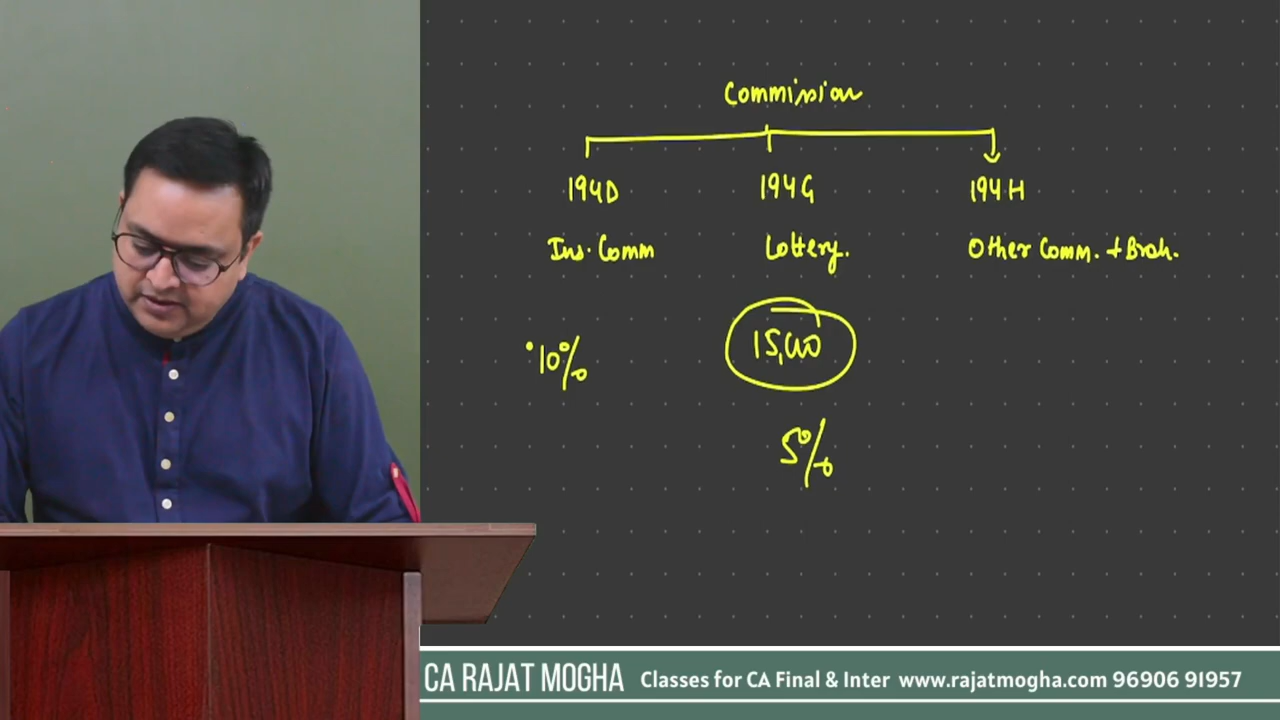 Commission
194D 194G 194H
Ins. Comm Lottery. Other Comm. + Brok.
10% 15,000
5%
CA RAJAT MOGHA Classes for CA Final & Inter www.rajatmogha.com 96906 91957